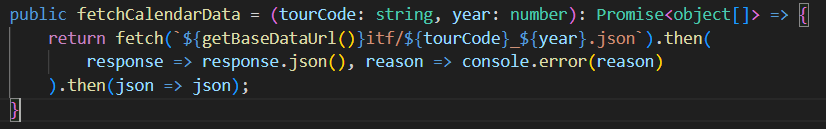 public fetchCalendarData = (tourCode: string, year: number): Promise<object[]> => {
    return fetch(`${getBaseDataUrl()}itf/${tourCode}_${year}.json`).then(
        response => response.json(), reason => console.error(reason)
    ).then(json => json);
}